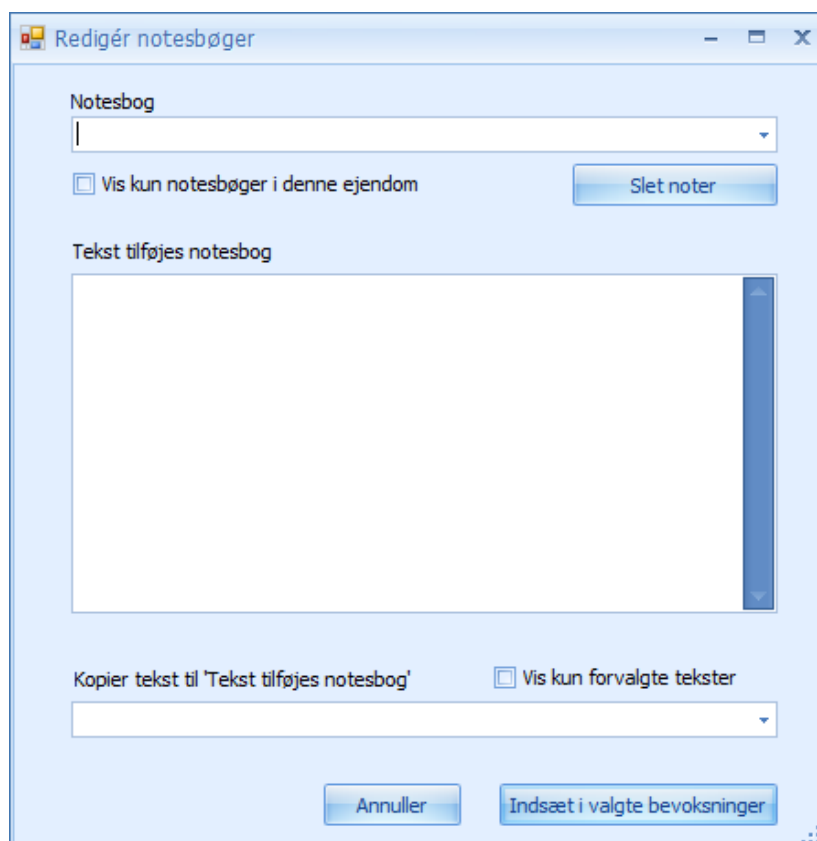 Redigér notesbøger
Notesbog
Vis kun notesbøger i denne ejendom
Slet noter
Tekst tilføjes notesbog
Kopier tekst til 'Tekst tilføjes notesbog'
Vis kun forvalgte tekster
Annuller
Indsæt i valgte bevoksninger